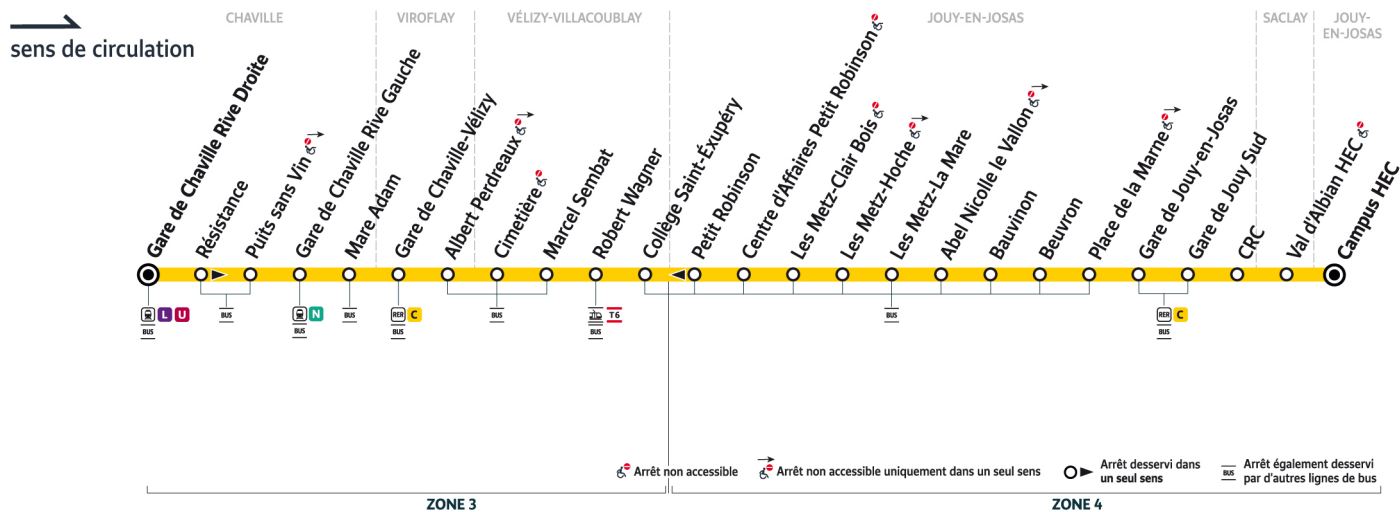 sens de circulation
CHAVILLE
VIROFLAY
VÉLIZY-VILLACOUBLAY
JOUY-EN-JOSAS
SACLAY
JOUY-
EN-JOSAS
Gare de Chaville Rive Droite
Résistance
Puits sans Vin
Gare de Chaville Rive Gauche
Mare Adam
Gare de Chaville-Vélizy
Albert Perdreaux
Cimetière
Marcel Sembat
Robert Wagner
Collège Saint-Éxupéry
Petit Robinson
Centre d'Affaires Petit Robinson
Les Metz-Clair Bois
Les Metz-Hoche
Les Metz-La Mare
Abel Nicolle le Vallon
Bauvinon
Beuvron
Place de la Marne
Gare de Jouy-en-Josas
Gare de Jouy Sud
CRC
Val d'Albian HEC
Campus HEC
L U
BUS
BUS
N
BUS
BUS
RER C
BUS
BUS
T6
BUS
BUS
RER C
BUS
Arrêt non accessible
Arrêt non accessible uniquement dans un seul sens
Arrêt desservi dans
un seul sens
BUS
Arrêt également desservi
par d'autres lignes de bus
ZONE 3
ZONE 4